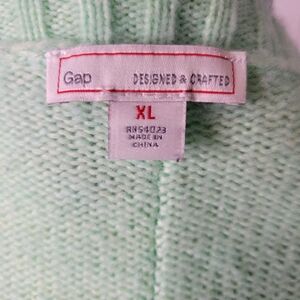 Gap DESIGNED & CRAFTED
XL
RN54023
MADE IN
CHINA